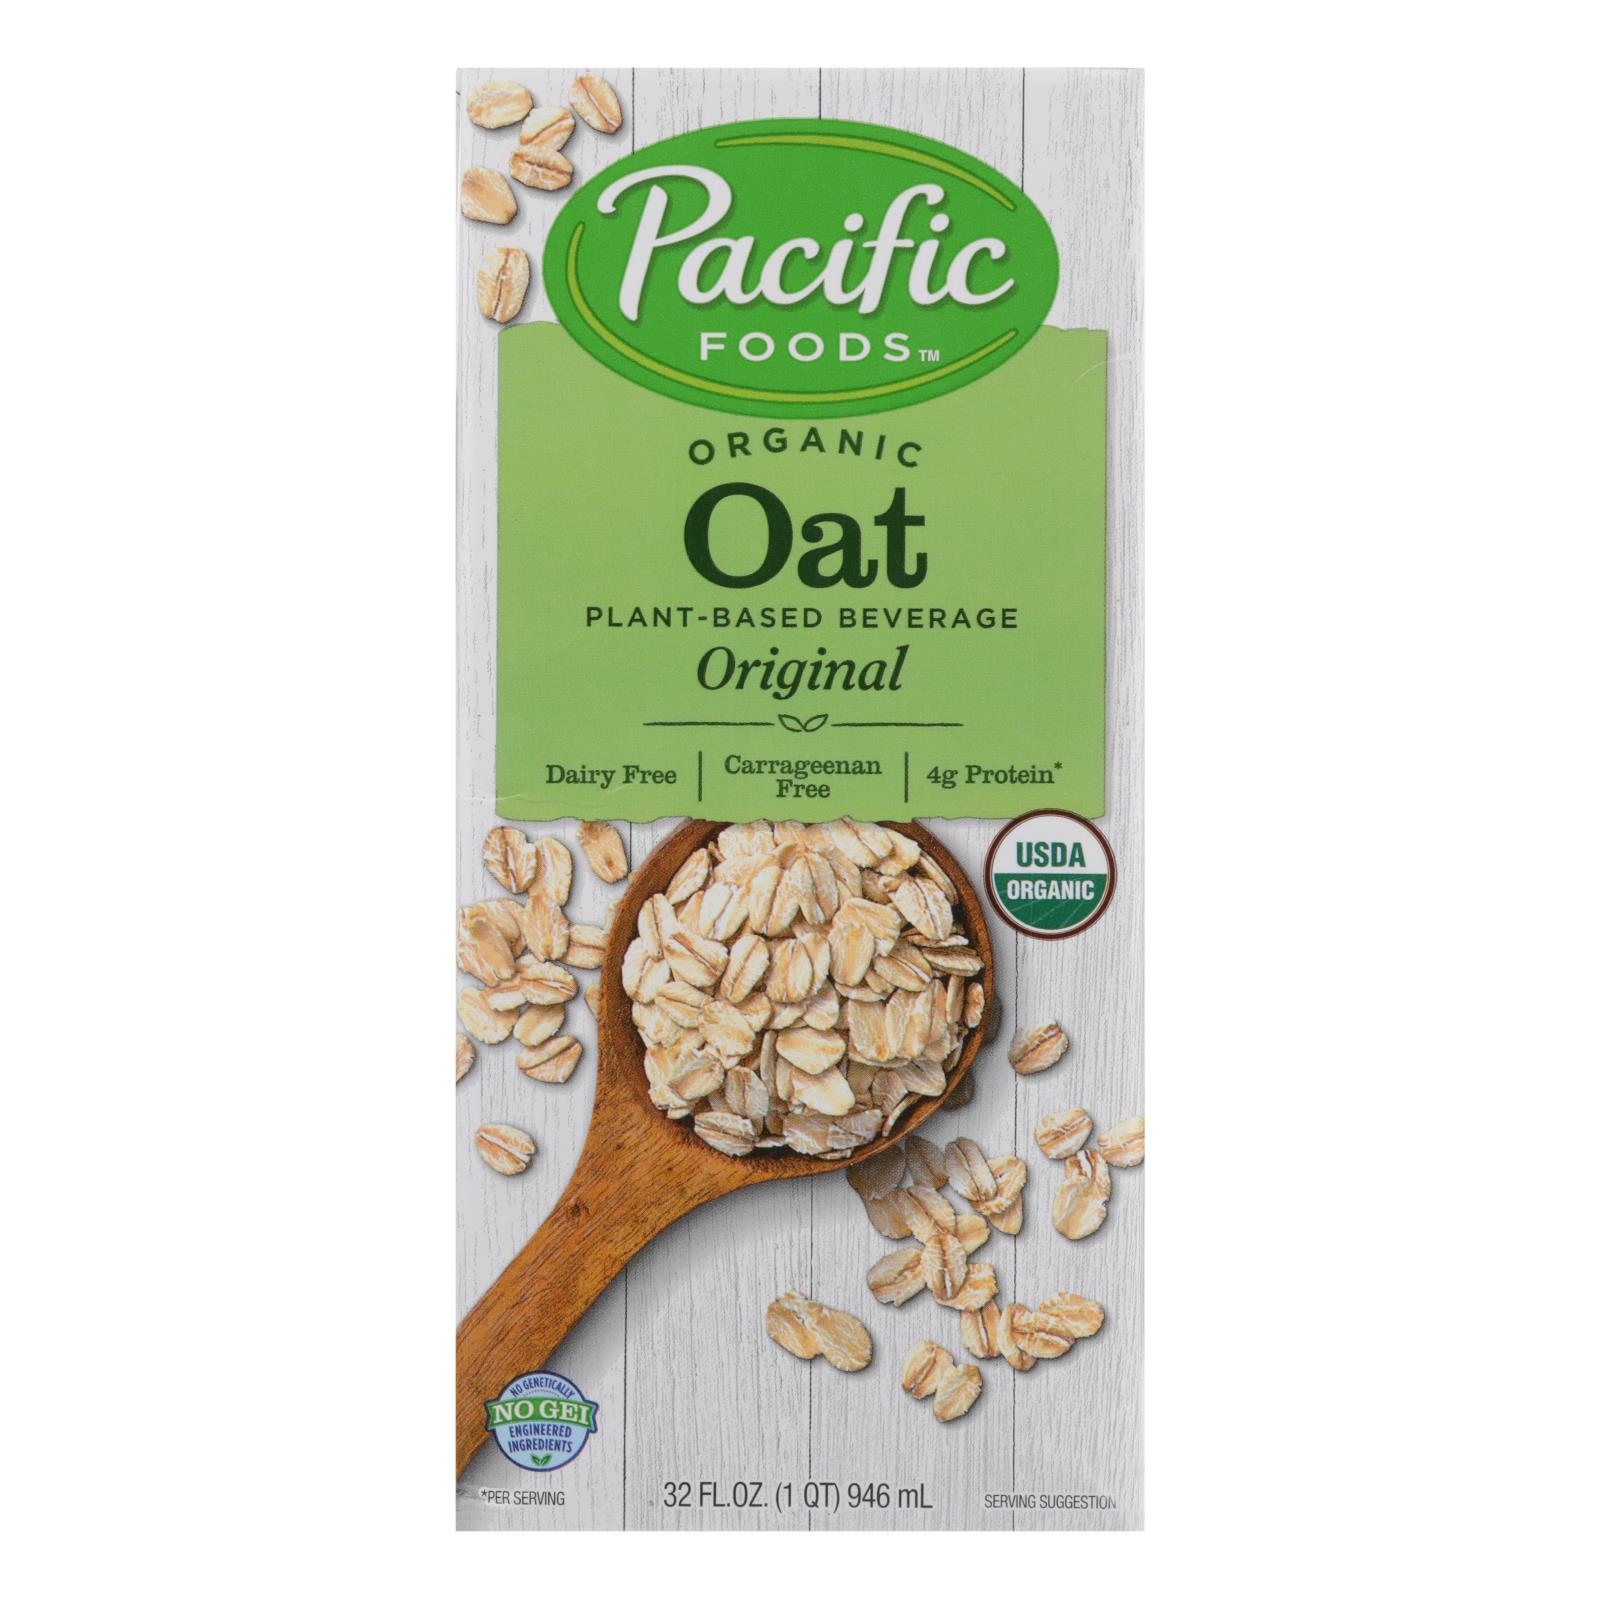 Pacific
FOODS™
ORGANIC
Oat
PLANT-BASED BEVERAGE
Original
Dairy Free
Carrageenan
Free
4g Protein*
USDA
ORGANIC
NO GENETICALLY
NO GEI
ENGINEERED
INGREDIENTS
*PER SERVING
32 FL.OZ. (1 QT) 946 mL
SERVING SUGGESTION